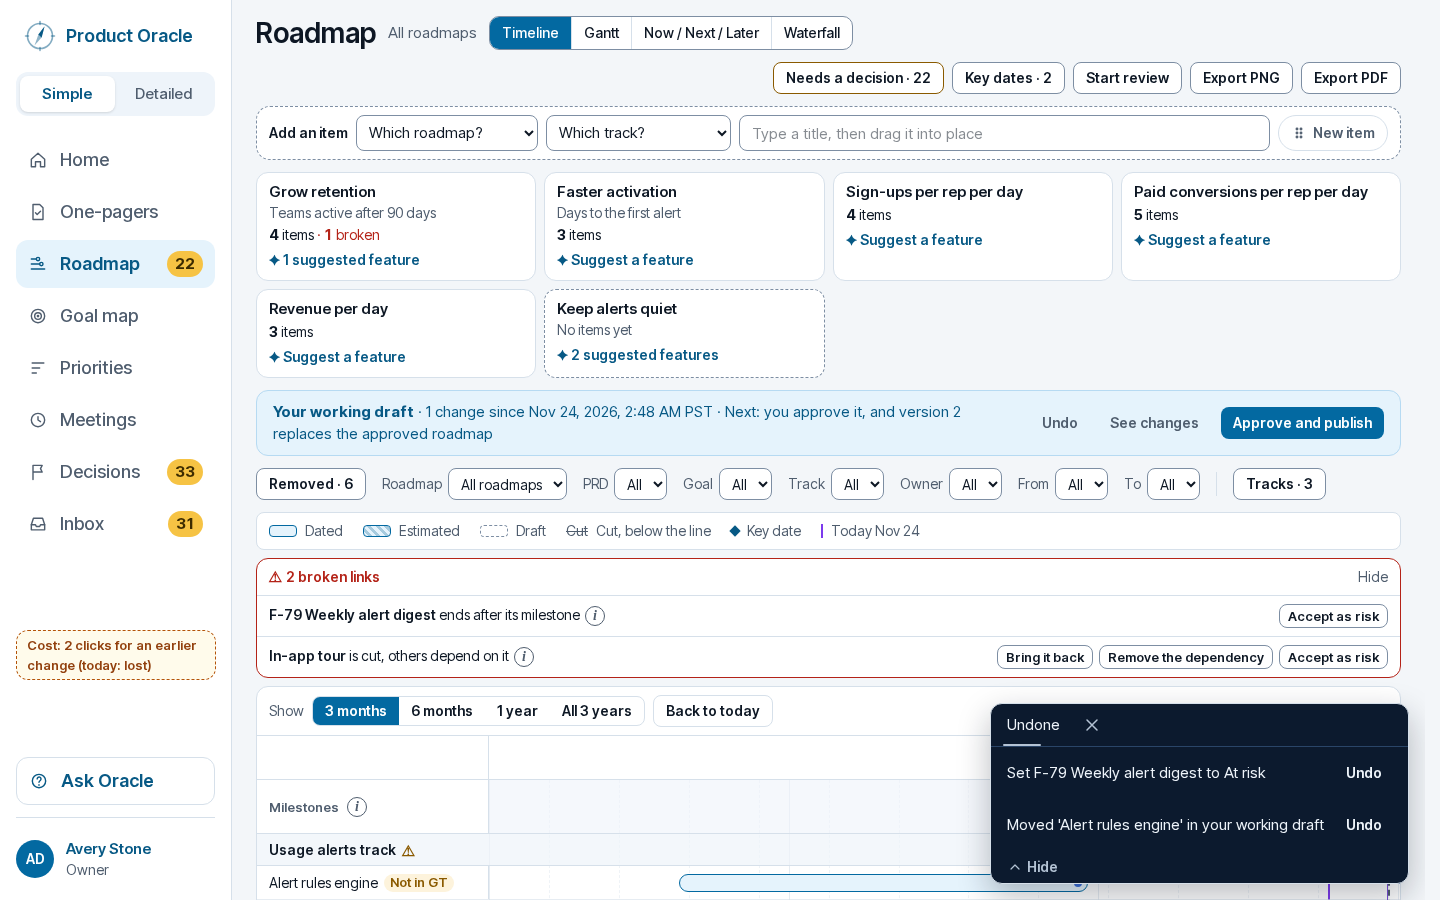 Product Oracle
Simple
Detailed
Home
One-pagers
Roadmap 22
Goal map
Priorities
Meetings
Decisions 33
Inbox 31
Cost: 2 clicks for an earlier
change (today: lost)
Ask Oracle
AD
Avery Stone
Owner
Roadmap All roadmaps Timeline Gantt Now / Next / Later Waterfall
Needs a decision · 22 Key dates · 2 Start review Export PNG Export PDF
Add an item Which roadmap? Which track? Type a title, then drag it into place New item
Grow retention
Teams active after 90 days
4 items · 1 broken
1 suggested feature
Faster activation
Days to the first alert
3 items
Suggest a feature
Sign-ups per rep per day
4 items
Suggest a feature
Paid conversions per rep per day
5 items
Suggest a feature
Revenue per day
3 items
Suggest a feature
Keep alerts quiet
No items yet
2 suggested features
Your working draft · 1 change since Nov 24, 2026, 2:48 AM PST · Next: you approve it, and version 2
replaces the approved roadmap
Undo See changes Approve and publish
Removed · 6 Roadmap All roadmaps PRD All Goal All Track All Owner All From All To All Tracks · 3
Dated Estimated Draft Cut Cut, below the line Key date Today Nov 24
2 broken links Hide
F-79 Weekly alert digest ends after its milestone i Accept as risk
In-app tour is cut, others depend on it i Bring it back Remove the dependency Accept as risk
Show 3 months 6 months 1 year All 3 years Back to today
Milestones i
Usage alerts track
Alert rules engine Not in GT
Undone
Set F-79 Weekly alert digest to At risk Undo
Moved 'Alert rules engine' in your working draft Undo
Hide